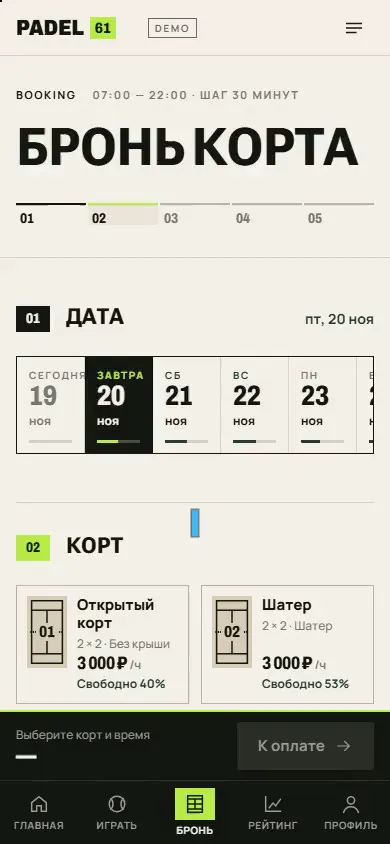 PADEL 61 DEMO
BOOKING 07:00 — 22:00 · ШАГ 30 МИНУТ
БРОНЬ КОРТА
01 02 03 04 05
01 ДАТА пт, 20 ноя
СЕГОДНЯ ЗАВТРА СБ ВС ПН
19 20 21 22 23
ноя ноя ноя ноя ноя
02 КОРТ
01 Открытый корт
2 × 2 · Без крыши
3 000 ₽ /ч
Свободно 40%
02 Шатер
2 × 2 · Шатер
3 000 ₽ /ч
Свободно 53%
Выберите корт и время
—
К оплате →
ГЛАВНАЯ ИГРАТЬ БРОНЬ РЕЙТИНГ ПРОФИЛЬ